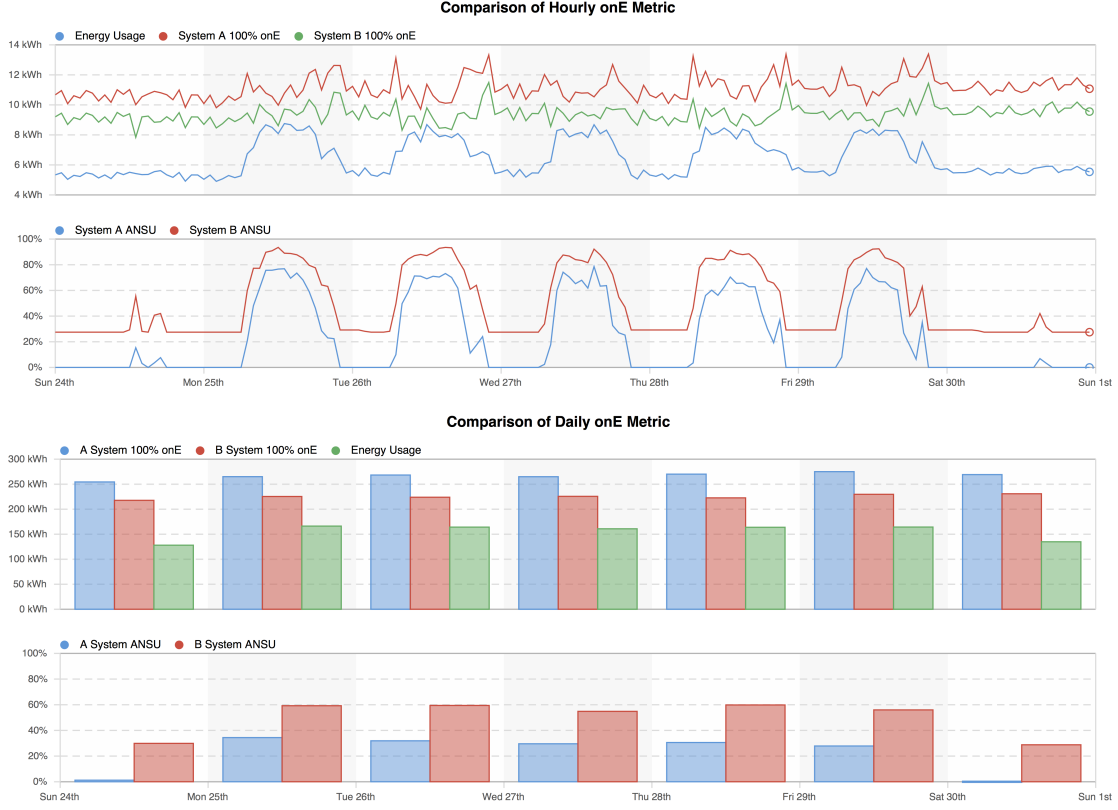 Comparison of Hourly onE Metric
Energy Usage System A 100% onE System B 100% onE
14 kWh
12 kWh
10 kWh
8 kWh
6 kWh
4 kWh
System A ANSU System B ANSU
100%
80%
60%
40%
20%
0%
Sun 24th Mon 25th Tue 26th Wed 27th Thu 28th Fri 29th Sat 30th Sun 1st
Comparison of Daily onE Metric
A System 100% onE B System 100% onE Energy Usage
300 kWh
250 kWh
200 kWh
150 kWh
100 kWh
50 kWh
0 kWh
A System ANSU B System ANSU
100%
80%
60%
40%
20%
0%
Sun 24th Mon 25th Tue 26th Wed 27th Thu 28th Fri 29th Sat 30th Sun 1st